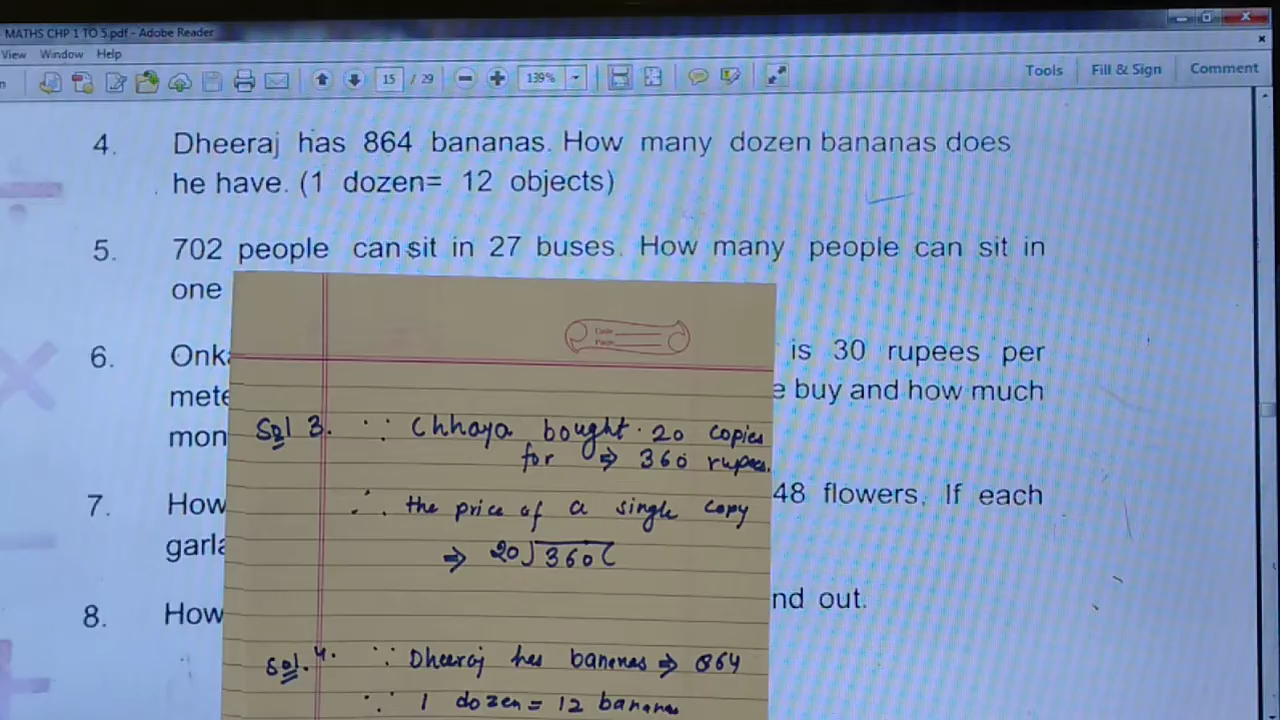 MATHS CHP 1 TO 5.pdf - Adobe Reader
View Window Help
15 / 29 139% Tools Fill & Sign Comment
4. Dheeraj has 864 bananas. How many dozen bananas does
he have. (1 dozen= 12 objects)
5. 702 people can sit in 27 buses. How many people can sit in
one
6. Onka is 30 rupees per
mete e buy and how much
mon
7. How 48 flowers. If each
garla
8. How nd out.
Date
Page
Sol 3. ∵ Chhaya bought 20 copies
for ⇒ 360 rupees.
∴ the price of a single copy
⇒ 20)360(
Sol. 4. ∵ Dheeraj has bananas ⇒ 864
∵ 1 dozen = 12 bananas